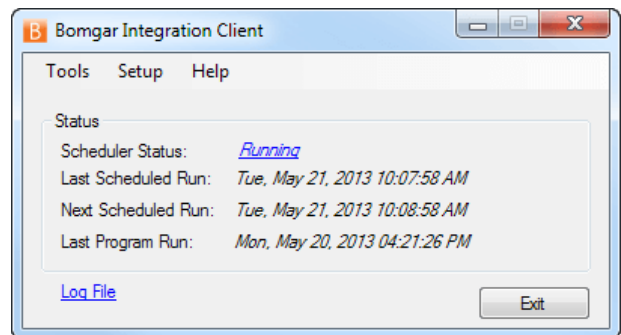 B Bomgar Integration Client
Tools Setup Help
Status
Scheduler Status: Running
Last Scheduled Run: Tue, May 21, 2013 10:07:58 AM
Next Scheduled Run: Tue, May 21, 2013 10:08:58 AM
Last Program Run: Mon, May 20, 2013 04:21:26 PM
Log File Exit